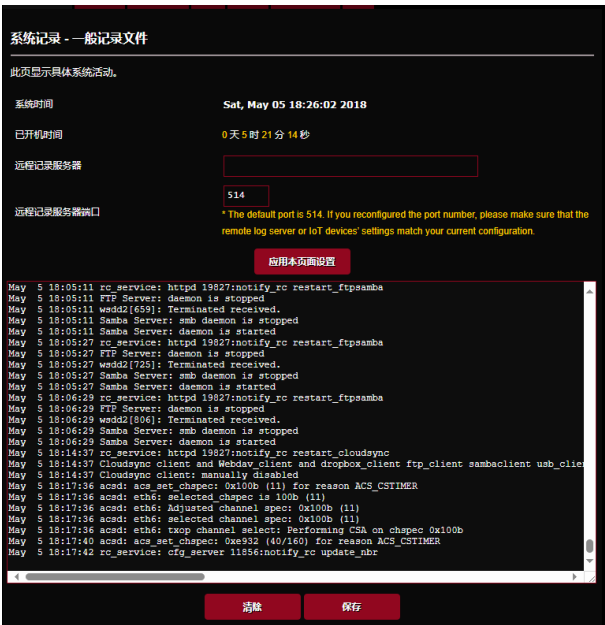 系统记录 - 一般记录文件
此页显示具体系统活动。
系统时间
Sat, May 05 18:26:02 2018
已开机时间
0 天 5 时 21 分 14 秒
远程记录服务器
远程记录服务器端口
514
* The default port is 514. If you reconfigured the port number, please make sure that the
remote log server or IoT devices' settings match your current configuration.
应用本页面设置
May  5 18:05:11 rc_service: httpd 19827:notify_rc restart_ftpsamba
May  5 18:05:11 FTP Server: daemon is stopped
May  5 18:05:11 wsdd2[659]: Terminated received.
May  5 18:05:11 Samba Server: smb daemon is stopped
May  5 18:05:11 Samba Server: daemon is started
May  5 18:05:27 rc_service: httpd 19827:notify_rc restart_ftpsamba
May  5 18:05:27 FTP Server: daemon is stopped
May  5 18:05:27 wsdd2[725]: Terminated received.
May  5 18:05:27 Samba Server: smb daemon is stopped
May  5 18:05:27 Samba Server: daemon is started
May  5 18:06:29 rc_service: httpd 19827:notify_rc restart_ftpsamba
May  5 18:06:29 FTP Server: daemon is stopped
May  5 18:06:29 wsdd2[806]: Terminated received.
May  5 18:06:29 Samba Server: smb daemon is stopped
May  5 18:06:29 Samba Server: daemon is started
May  5 18:14:37 rc_service: httpd 19827:notify_rc restart_cloudsync
May  5 18:14:37 Cloudsync client and Webdav_client and dropbox_client ftp_client sambaclient usb_clien
May  5 18:14:37 Cloudsync client: manually disabled
May  5 18:17:36 acsd: acs_set_chspec: 0x100b (11) for reason ACS_CSTIMER
May  5 18:17:36 acsd: eth6: selected_chspec is 100b (11)
May  5 18:17:36 acsd: eth6: Adjusted channel spec: 0x100b (11)
May  5 18:17:36 acsd: eth6: selected channel spec: 0x100b (11)
May  5 18:17:36 acsd: eth6: txop channel select: Performing CSA on chspec 0x100b
May  5 18:17:40 acsd: acs_set_chspec: 0xe932 (40/160) for reason ACS_CSTIMER
May  5 18:17:42 rc_service: cfg_server 11856:notify_rc update_nbr
清除
保存